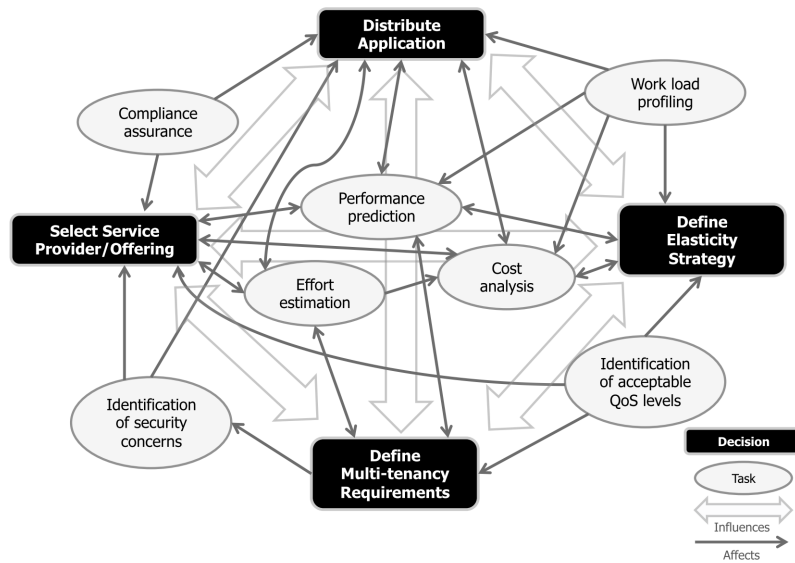 Distribute
Application
Compliance
assurance
Work load
profiling
Performance
prediction
Select Service
Provider/Offering
Define
Elasticity
Strategy
Effort
estimation
Cost
analysis
Identification
of security
concerns
Identification
of acceptable
QoS levels
Define
Multi-tenancy
Requirements
Decision
Task
Influences
Affects